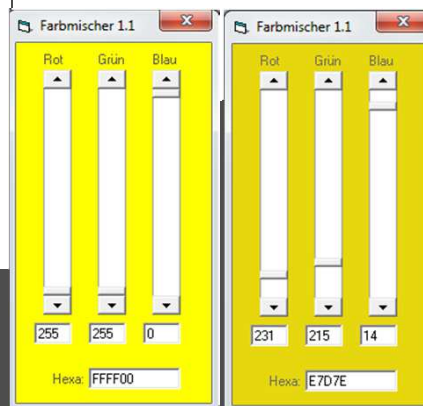 Farbmischer 1.1
Rot Grün Blau
255 255 0
Hexa: FFFF00
Farbmischer 1.1
Rot Grün Blau
231 215 14
Hexa: E7D7E